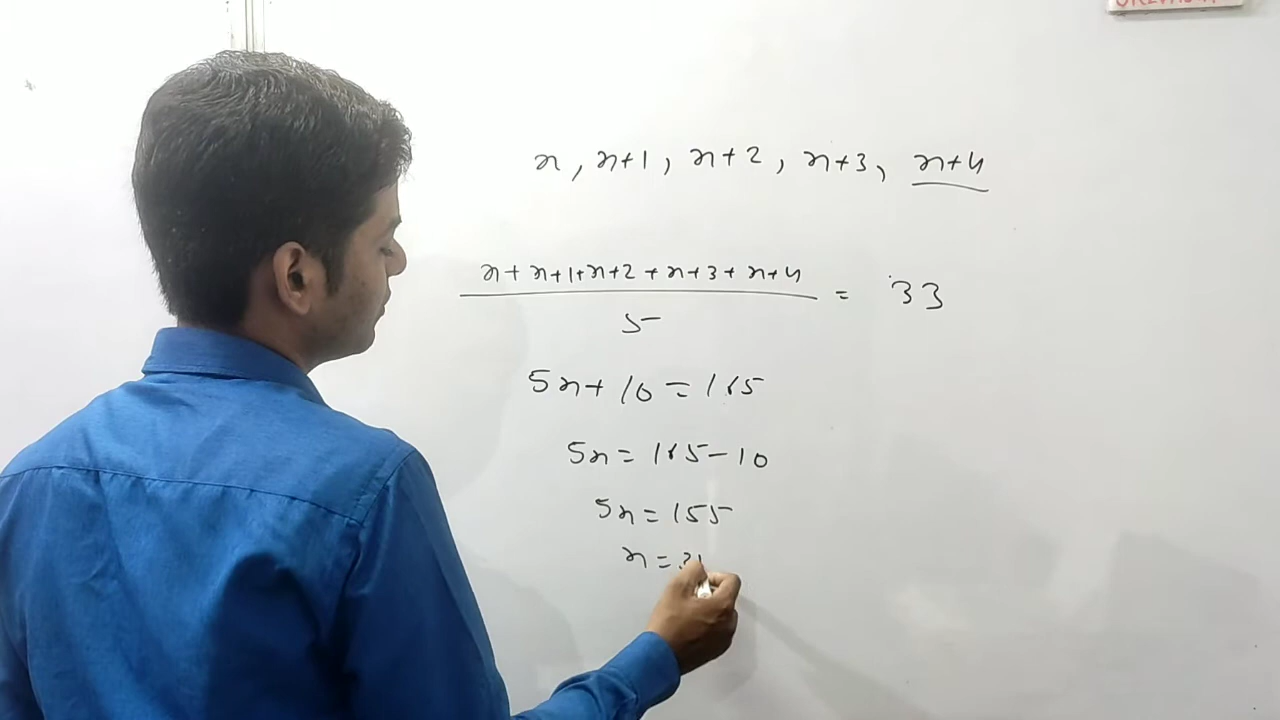 x, x+1, x+2, x+3, x+4
x + x+1+x+2 + x+3 + x+4 = 33
5
5x + 10 = 165
5x = 165 - 10
5x = 155
x = 31